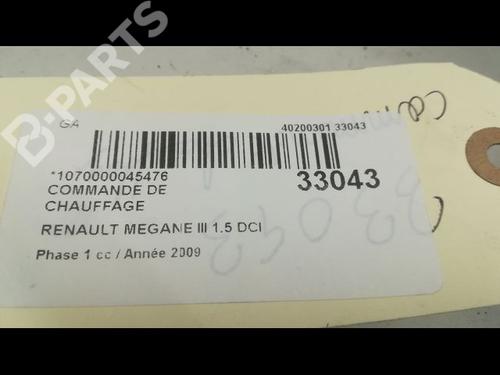 B-PARTS
GA
40200301 33043
*1070000045476
33043
COMMANDE DE
CHAUFFAGE
RENAULT MEGANE III 1.5 DCI
Phase 1 cc / Année 2009
33043